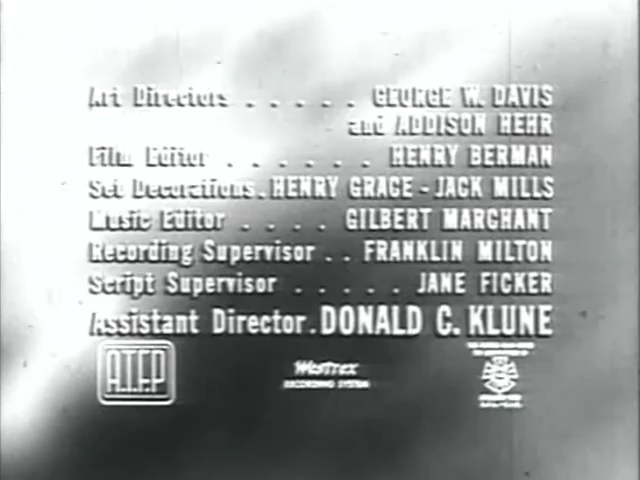 Art Directors . . . . . GEORGE W. DAVIS
and ADDISON HEHR
Film Editor . . . . . . HENRY BERMAN
Set Decorations . HENRY GRACE - JACK MILLS
Music Editor . . . . GILBERT MARCHANT
Recording Supervisor . . FRANKLIN MILTON
Script Supervisor . . . . . JANE FICKER
Assistant Director . DONALD C. KLUNE
A.T.F.P
Westrex
RECORDING SYSTEM